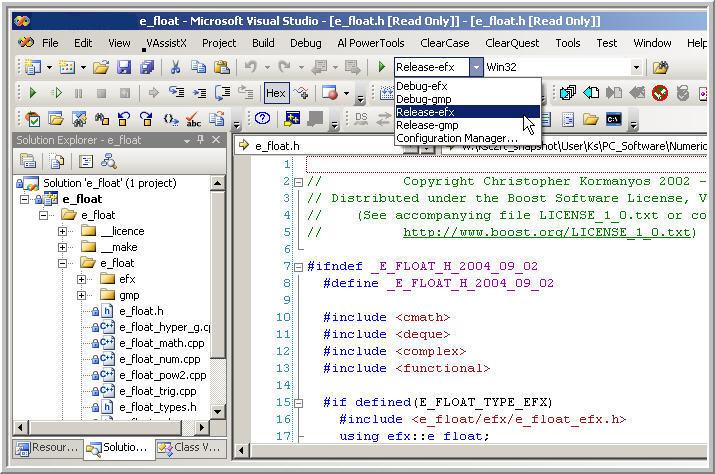 e_float - Microsoft Visual Studio - [e_float.h [Read Only]] - [e_float.h [Read Only]]
File Edit View VAssistX Project Build Debug AI PowerTools ClearCase ClearQuest Tools Test Window Help
Release-efx Win32
Debug-efx
Debug-gmp
Release-efx
Release-gmp
Configuration Manager...
Hex
abc
DS
Solution Explorer - e_float
Solution 'e_float' (1 project)
e_float
e_float
__licence
__make
e_float
efx
gmp
e_float.h
e_float_hyper_g.cp
e_float_math.cpp
e_float_num.cpp
e_float_pow2.cpp
e_float_trig.cpp
e_float_types.h
Resour... Solutio... Class V...
e_float.h
1
2 // Copyright Christopher Kormanyos 2002 -
3 // Distributed under the Boost Software License, V
4 // (See accompanying file LICENSE_1_0.txt or co
5 // http://www.boost.org/LICENSE_1_0.txt)
6
7 #ifndef _E_FLOAT_H_2004_09_02
8 #define _E_FLOAT_H_2004_09_02
9
10 #include <cmath>
11 #include <deque>
12 #include <complex>
13 #include <functional>
14
15 #if defined(E_FLOAT_TYPE_EFX)
16 #include <e_float/efx/e_float_efx.h>
17 using efx::e_float;